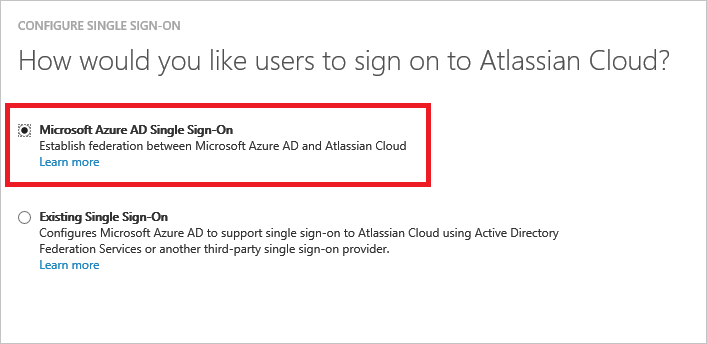 CONFIGURE SINGLE SIGN-ON
How would you like users to sign on to Atlassian Cloud?
Microsoft Azure AD Single Sign-On
Establish federation between Microsoft Azure AD and Atlassian Cloud
Learn more
Existing Single Sign-On
Configures Microsoft Azure AD to support single sign-on to Atlassian Cloud using Active Directory
Federation Services or another third-party single sign-on provider.
Learn more